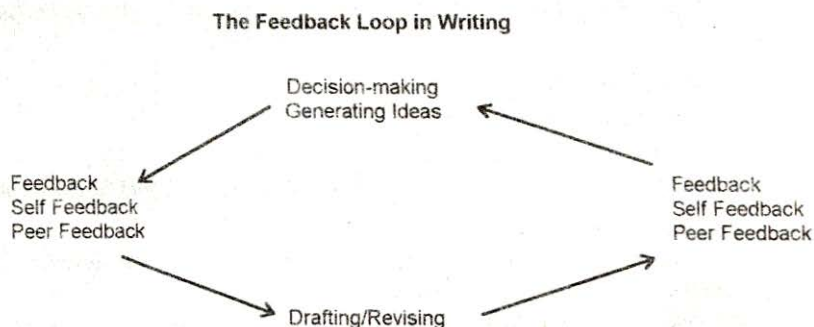 The Feedback Loop in Writing
Decision-making
Generating Ideas
Feedback
Self Feedback
Peer Feedback
Feedback
Self Feedback
Peer Feedback
Drafting/Revising